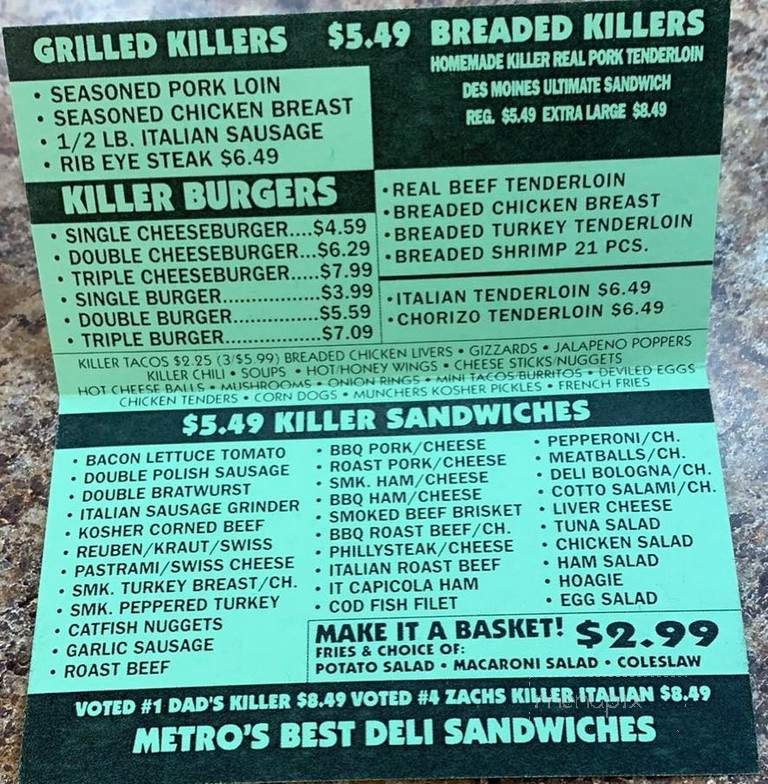 GRILLED KILLERS $5.49
• SEASONED PORK LOIN
• SEASONED CHICKEN BREAST
• 1/2 LB. ITALIAN SAUSAGE
• RIB EYE STEAK $6.49
BREADED KILLERS
HOMEMADE KILLER REAL PORK TENDERLOIN
DES MOINES ULTIMATE SANDWICH
REG. $5.49 EXTRA LARGE $8.49
KILLER BURGERS
• SINGLE CHEESEBURGER....$4.59
• DOUBLE CHEESEBURGER...$6.29
• TRIPLE CHEESEBURGER.....$7.99
• SINGLE BURGER................$3.99
• DOUBLE BURGER..............$5.59
• TRIPLE BURGER.................$7.09
• REAL BEEF TENDERLOIN
• BREADED CHICKEN BREAST
• BREADED TURKEY TENDERLOIN
• BREADED SHRIMP 21 PCS.
• ITALIAN TENDERLOIN $6.49
• CHORIZO TENDERLOIN $6.49
KILLER TACOS $2.25 (3/$5.99) BREADED CHICKEN LIVERS • GIZZARDS • JALAPENO POPPERS
KILLER CHILI • SOUPS • HOT/HONEY WINGS • CHEESE STICKS/NUGGETS
HOT CHEESE BALLS • MUSHROOMS • ONION RINGS • MINI TACOS/BURRITOS • DEVILED EGGS
CHICKEN TENDERS • CORN DOGS • MUNCHERS KOSHER PICKLES • FRENCH FRIES
$5.49 KILLER SANDWICHES
• BACON LETTUCE TOMATO
• DOUBLE POLISH SAUSAGE
• DOUBLE BRATWURST
• ITALIAN SAUSAGE GRINDER
• KOSHER CORNED BEEF
• REUBEN/KRAUT/SWISS
• PASTRAMI/SWISS CHEESE
• SMK. TURKEY BREAST/CH.
• SMK. PEPPERED TURKEY
• CATFISH NUGGETS
• GARLIC SAUSAGE
• ROAST BEEF
• BBQ PORK/CHEESE
• ROAST PORK/CHEESE
• SMK. HAM/CHEESE
• BBQ HAM/CHEESE
• SMOKED BEEF BRISKET
• BBQ ROAST BEEF/CH.
• PHILLYSTEAK/CHEESE
• ITALIAN ROAST BEEF
• IT CAPICOLA HAM
• COD FISH FILET
• PEPPERONI/CH.
• MEATBALLS/CH.
• DELI BOLOGNA/CH.
• COTTO SALAMI/CH.
• LIVER CHEESE
• TUNA SALAD
• CHICKEN SALAD
• HAM SALAD
• HOAGIE
• EGG SALAD
MAKE IT A BASKET! $2.99
FRIES & CHOICE OF:
POTATO SALAD • MACARONI SALAD • COLESLAW
VOTED #1 DAD'S KILLER $8.49 VOTED #4 ZACHS KILLER ITALIAN $8.49
menupix
METRO'S BEST DELI SANDWICHES